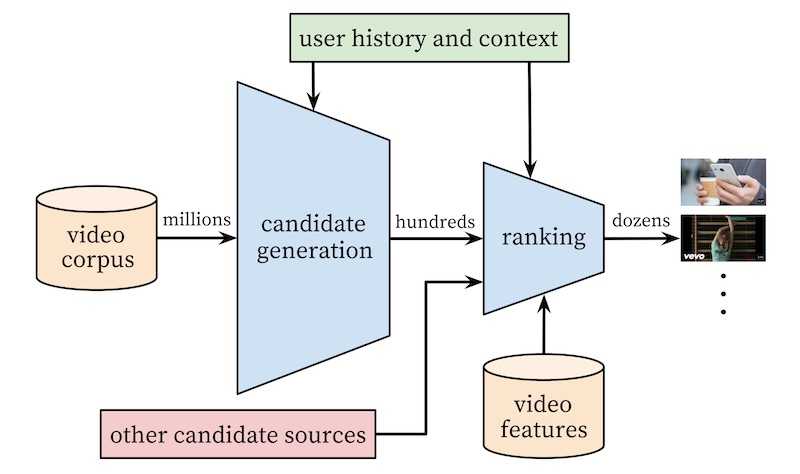 user history and context
millions
video
corpus
candidate
generation
hundreds
ranking
dozens
vevo
other candidate sources
video
features